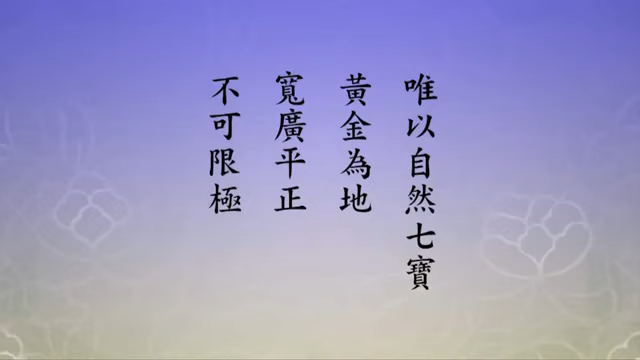 唯以自然七寶
黃金為地
寬廣平正
不可限極